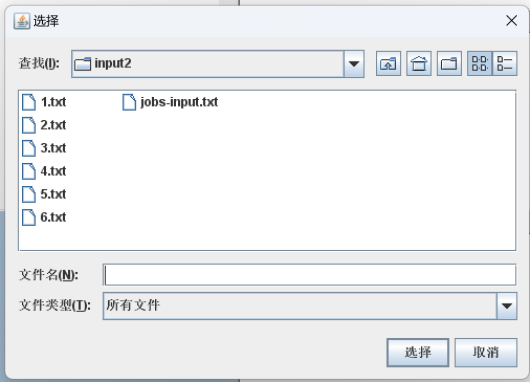 选择
查找(I): input2
1.txt
2.txt
3.txt
4.txt
5.txt
6.txt
jobs-input.txt
文件名(N):
文件类型(T): 所有文件
选择 取消